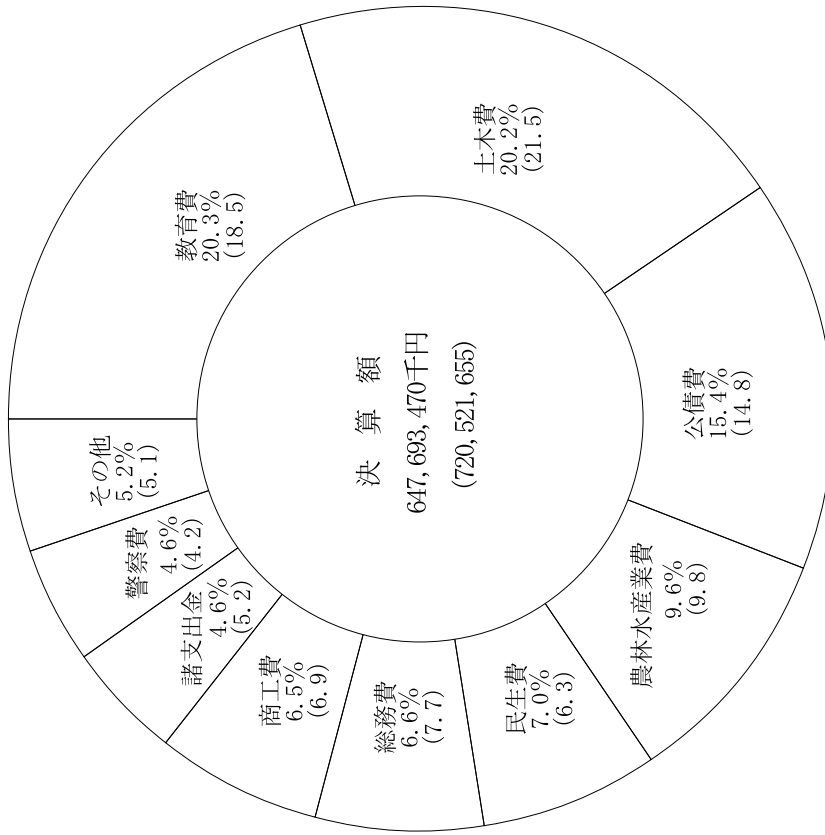 決算額
647,693,470千円
(720,521,655)
教育費
20.3%
(18.5)
土木費
20.2%
(21.5)
公債費
15.4%
(14.8)
農林水産業費
9.6%
(9.8)
民生費
7.0%
(6.3)
総務費
6.6%
(7.7)
商工費
6.5%
(6.9)
諸支出金
4.6%
(5.2)
警察費
4.6%
(4.2)
その他
5.2%
(5.1)